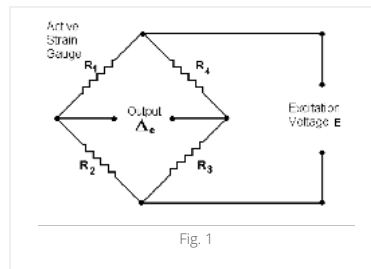 Active
Strain
Gauge
R1
R4
Output
Δe
Excitation
Voltage E
R2
R3
Fig. 1